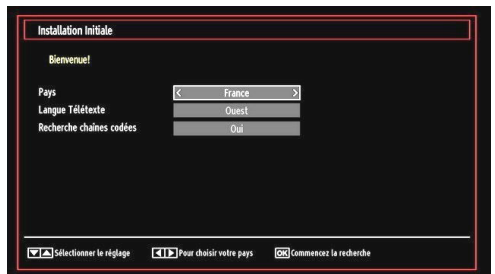 Installation Initiale
Bienvenue!
Pays < France >
Langue Télétexte Ouest
Recherche chaînes codées Oui
Sélectionner le réglage Pour choisir votre pays OK Commencez la recherche